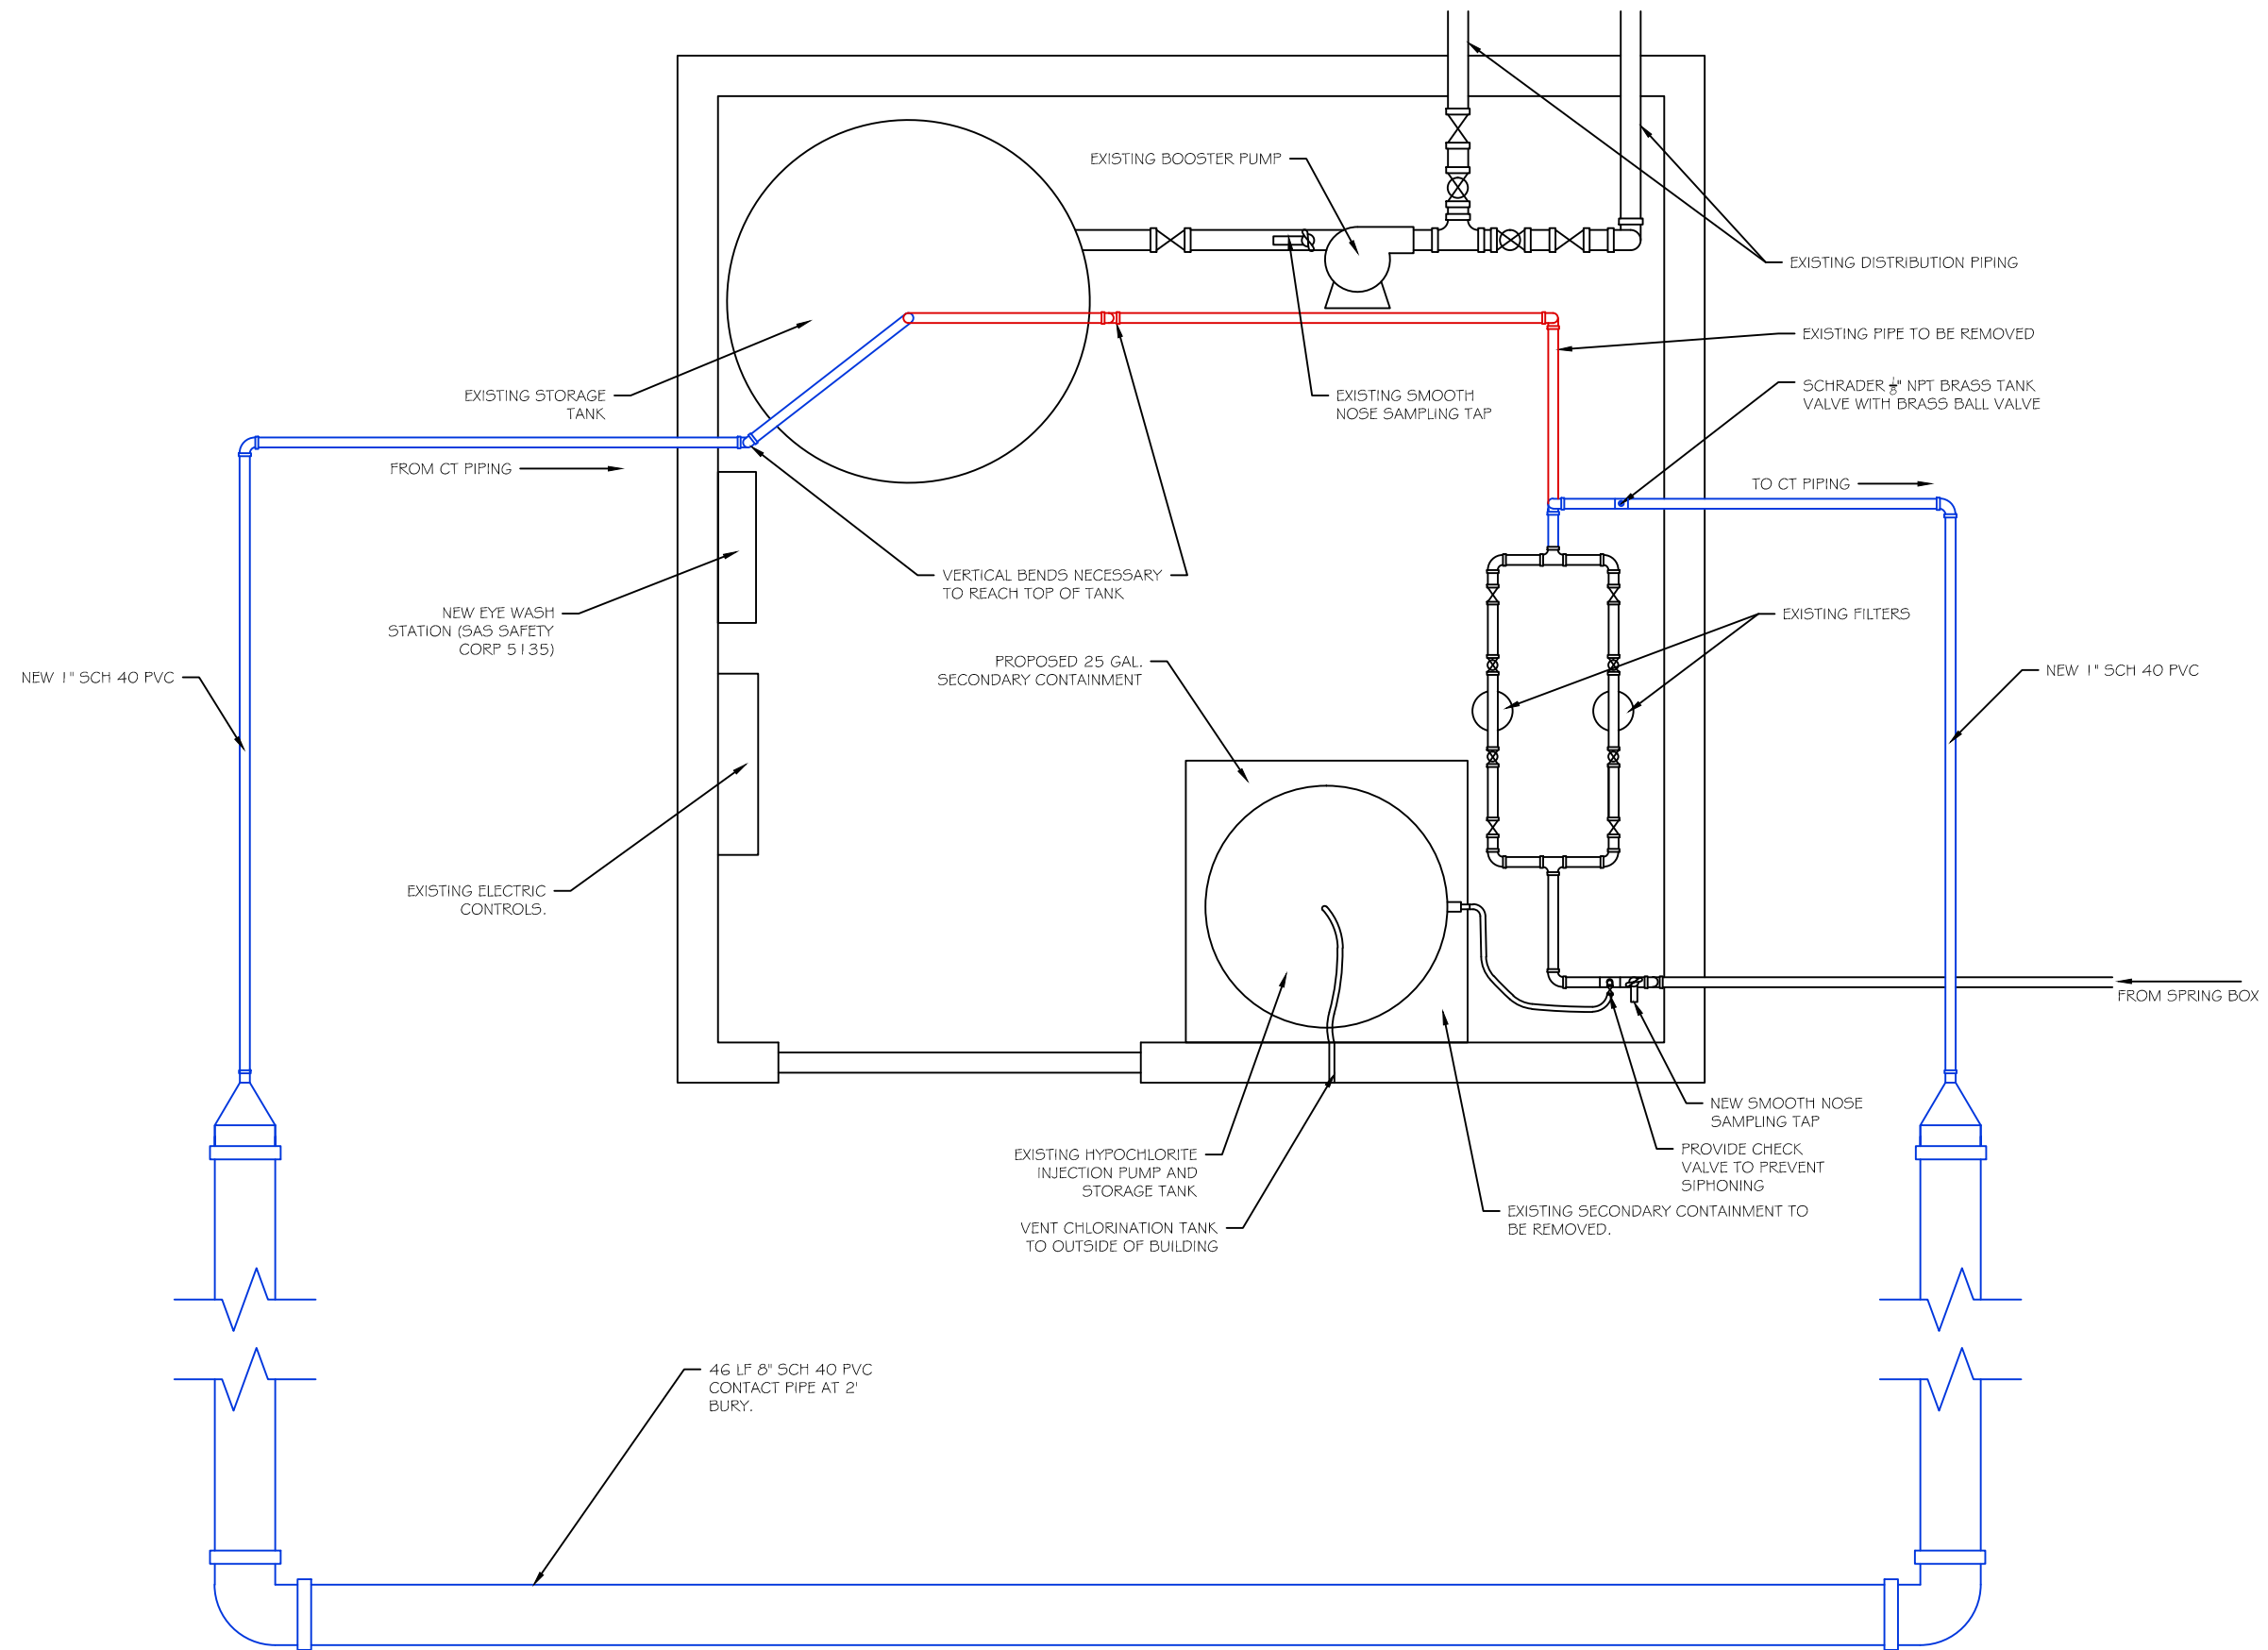 EXISTING BOOSTER PUMP
EXISTING DISTRIBUTION PIPING
EXISTING PIPE TO BE REMOVED
EXISTING STORAGE
TANK
EXISTING SMOOTH
NOSE SAMPLING TAP
SCHRADER 1/8" NPT BRASS TANK
VALVE WITH BRASS BALL VALVE
FROM CT PIPING
TO CT PIPING
VERTICAL BENDS NECESSARY
TO REACH TOP OF TANK
NEW EYE WASH
STATION (SAS SAFETY
CORP 5135)
EXISTING FILTERS
NEW 1" SCH 40 PVC
PROPOSED 25 GAL.
SECONDARY CONTAINMENT
NEW 1" SCH 40 PVC
EXISTING ELECTRIC
CONTROLS.
FROM SPRING BOX
NEW SMOOTH NOSE
SAMPLING TAP
EXISTING HYPOCHLORITE
INJECTION PUMP AND
STORAGE TANK
PROVIDE CHECK
VALVE TO PREVENT
SIPHONING
VENT CHLORINATION TANK
TO OUTSIDE OF BUILDING
EXISTING SECONDARY CONTAINMENT TO
BE REMOVED.
46 LF 8" SCH 40 PVC
CONTACT PIPE AT 2'
BURY.